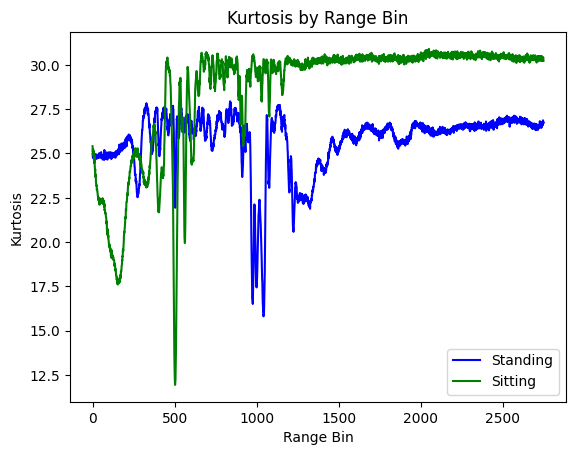 Kurtosis by Range Bin
Kurtosis
30.0
27.5
25.0
22.5
20.0
17.5
15.0
12.5
Standing
Sitting
0 500 1000 1500 2000 2500
Range Bin